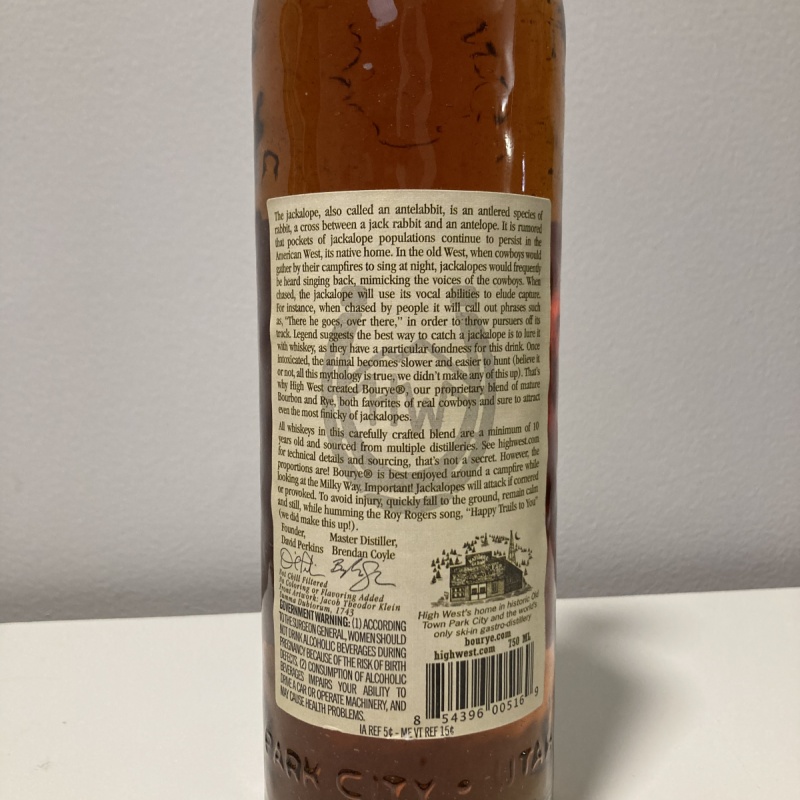 The jackalope, also called an antelabbit, is an antlered species of
rabbit, a cross between a jack rabbit and an antelope. It is rumored
that pockets of jackalope populations continue to persist in the
American West, its native home. In the old West, when cowboys would
gather by their campfires to sing at night, jackalopes would frequently
be heard singing back, mimicking the voices of the cowboys. When
chased, the jackalope will use its vocal abilities to elude capture.
For instance, when chased by people it will call out phrases such
as, "There he goes, over there," in order to throw pursuers off its
track. Legend suggests the best way to catch a jackalope is to lure it
with whiskey, as they have a particular fondness for this drink. Once
intoxicated, the animal becomes slower and easier to hunt (believe it
or not, all this mythology is true, we didn't make any of this up). That's
why High West created Bourye®, our proprietary blend of mature
Bourbon and Rye, both favorites of real cowboys and sure to attract
even the most finicky of jackalopes.
All whiskeys in this carefully crafted blend are a minimum of 10
years old and sourced from multiple distilleries. See highwest.com
for technical details and sourcing, that's not a secret. However, the
proportions are! Bourye® is best enjoyed around a campfire while
looking at the Milky Way. Important! Jackalopes will attack if cornered
or provoked. To avoid injury, quickly fall to the ground, remain calm
and still, while humming the Roy Rogers song, "Happy Trails to You"
(we did make this up!).
Founder,
David Perkins
Master Distiller,
Brendan Coyle
Not Chill Filtered
No Coloring or Flavoring Added
Front Artwork: Jacob Theodor Klein
Summa Dubiorum, 1743
GOVERNMENT WARNING: (1) ACCORDING
TO THE SURGEON GENERAL, WOMEN SHOULD
NOT DRINK ALCOHOLIC BEVERAGES DURING
PREGNANCY BECAUSE OF THE RISK OF BIRTH
DEFECTS. (2) CONSUMPTION OF ALCOHOLIC
BEVERAGES IMPAIRS YOUR ABILITY TO
DRIVE A CAR OR OPERATE MACHINERY, AND
MAY CAUSE HEALTH PROBLEMS.
IA REF 5¢ - ME VT REF 15¢
High West's home in historic Old
Town Park City and the world's
only ski-in gastro-distillery
bourye.com
highwest.com 750 ML
8 54396 00516 9
PARK CITY • UTAH